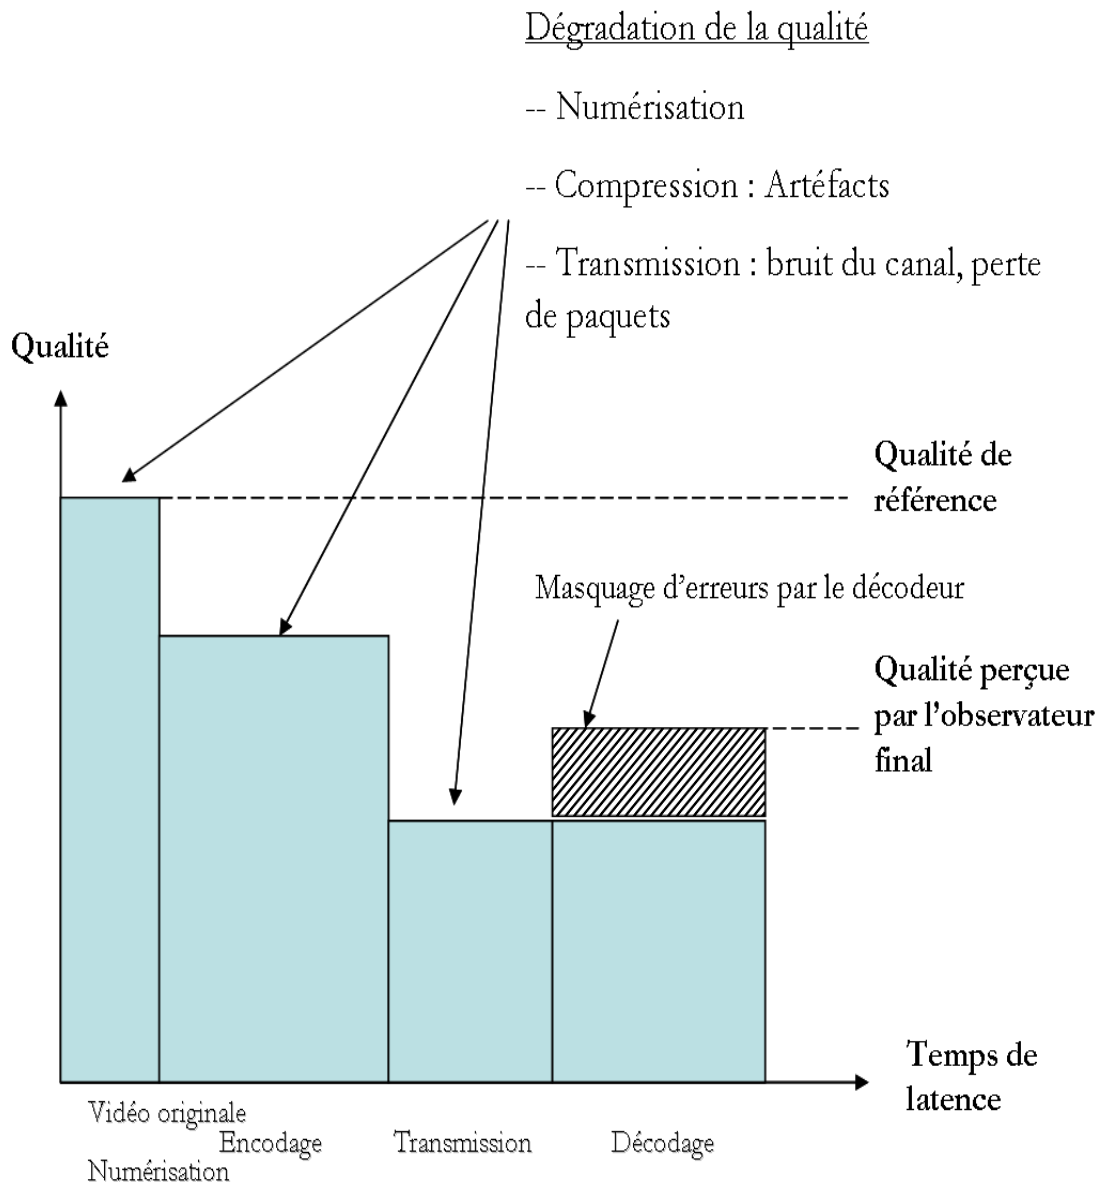 Dégradation de la qualité
-- Numérisation
-- Compression : Artéfacts
-- Transmission : bruit du canal, perte
de paquets
Qualité
Qualité de
référence
Masquage d'erreurs par le décodeur
Qualité perçue
par l'observateur
final
Temps de
latence
Vidéo originale
Numérisation
Encodage
Transmission
Décodage